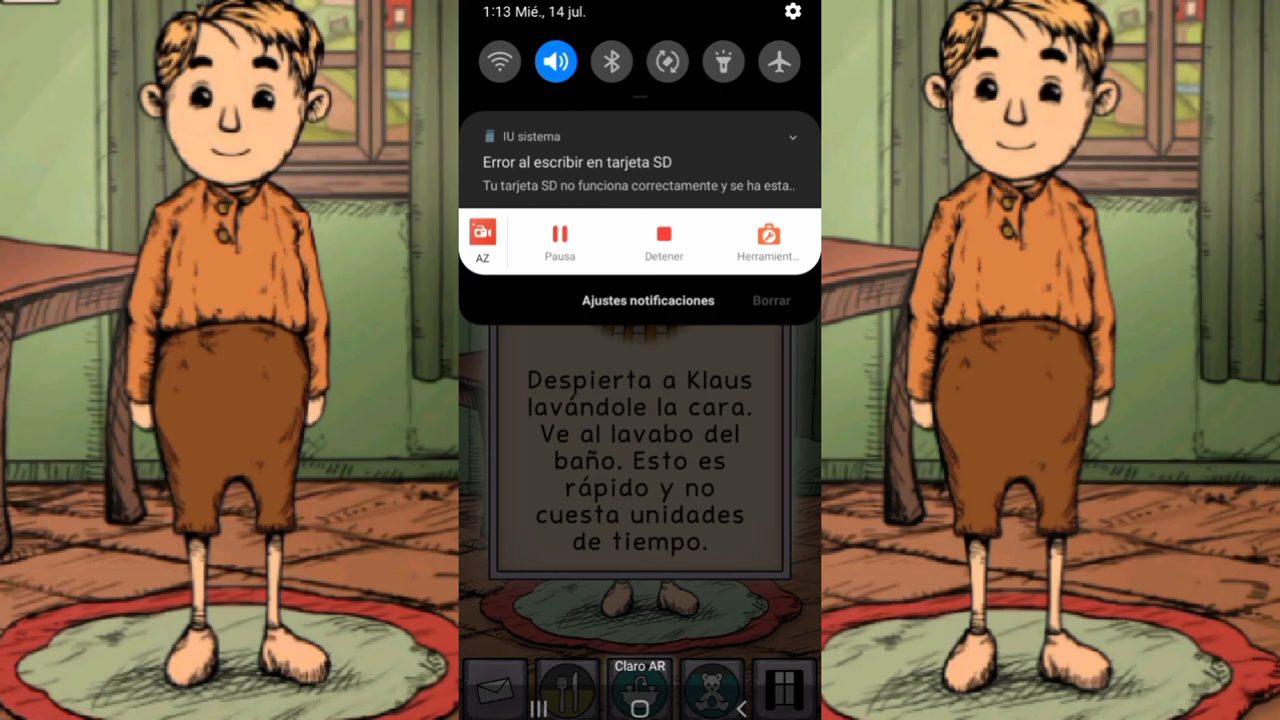 1:13 Mié., 14 jul.
IU sistema
Error al escribir en tarjeta SD
Tu tarjeta SD no funciona correctamente y se ha esta..
AZ
Pausa
Detener
Herramient...
Ajustes notificaciones
Borrar
Despierta a Klaus
lavándole la cara.
Ve al lavabo del
baño. Esto es
rápido y no
cuesta unidades
de tiempo.
Claro AR